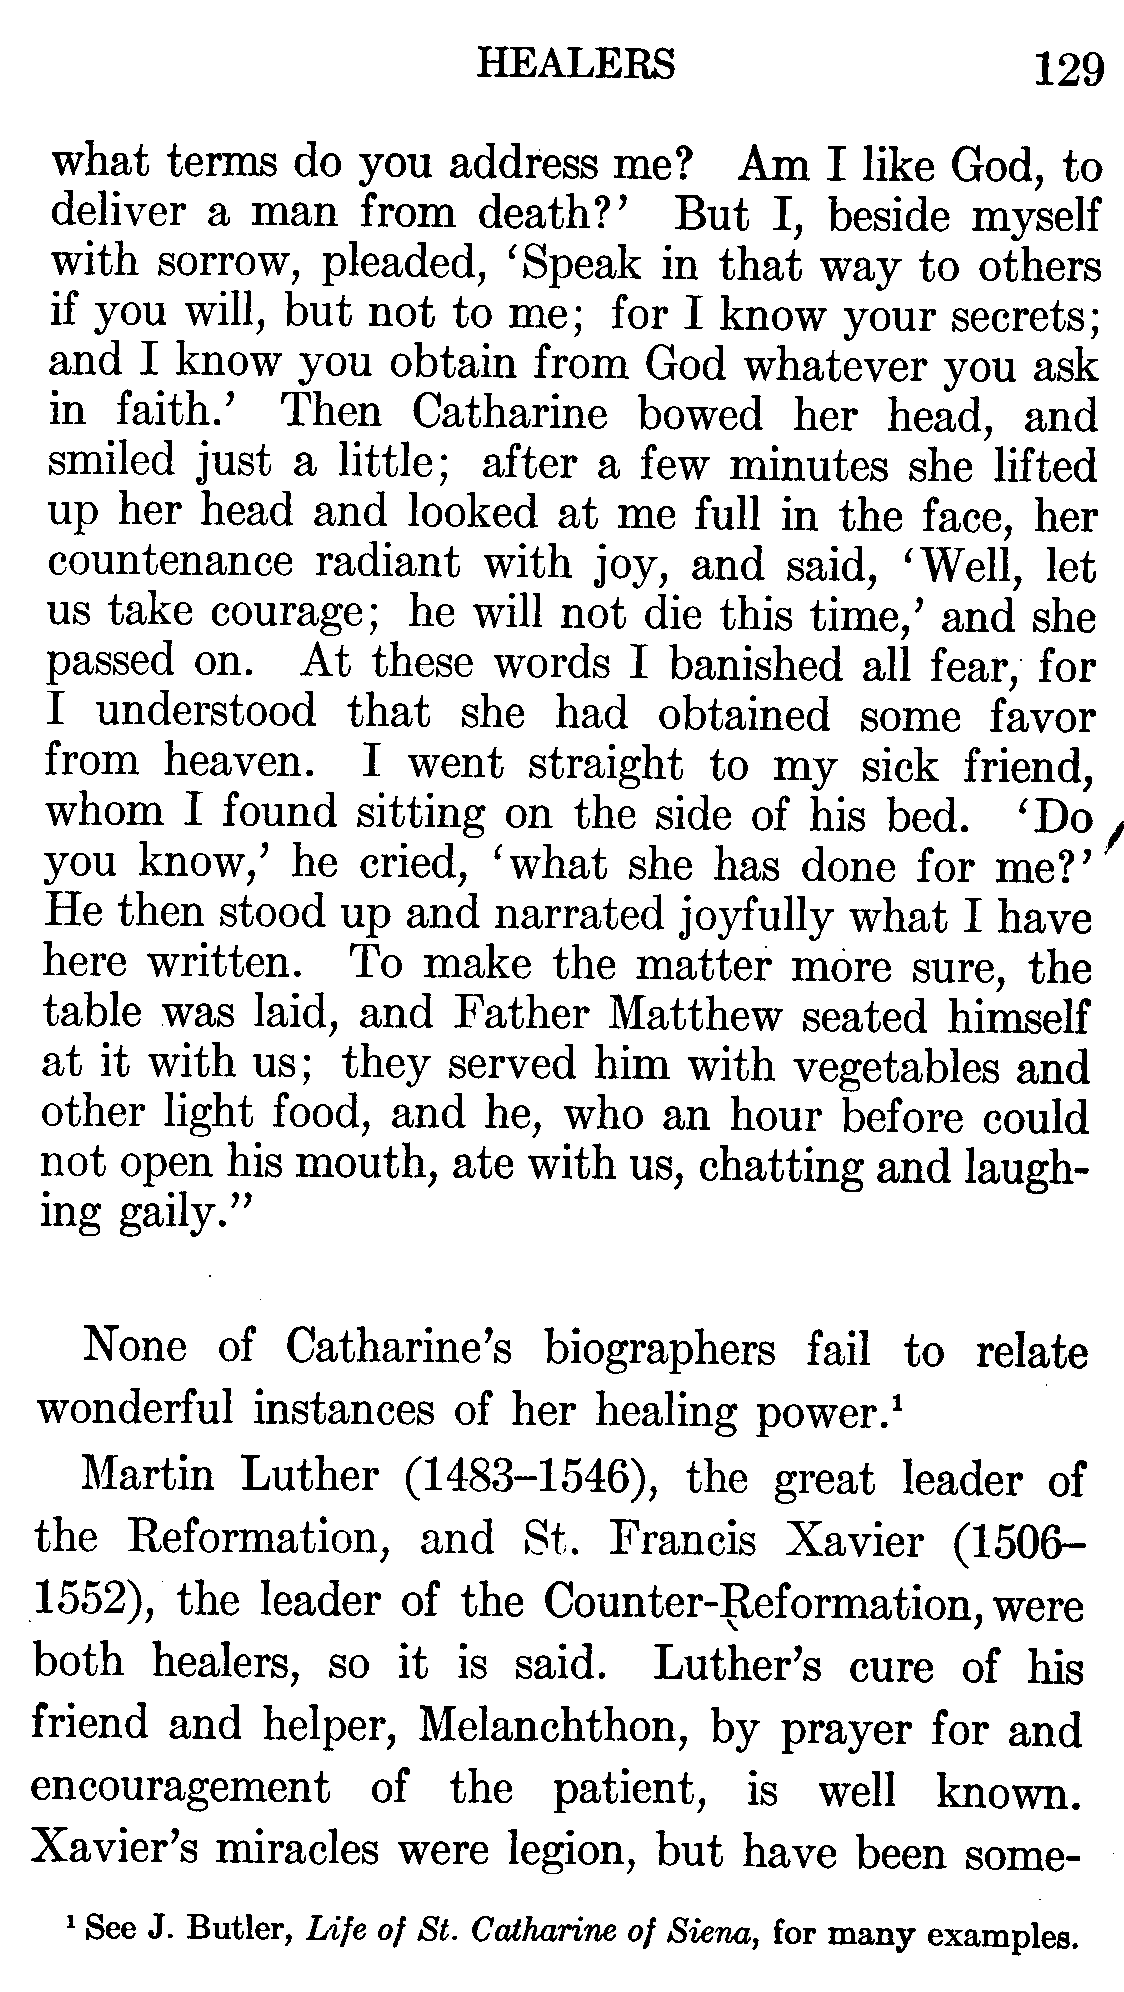 HEALERS 129
what terms do you address me? Am I like God, to
deliver a man from death?’ But I, beside myself
with sorrow, pleaded, ‘Speak in that way to others
if you will, but not to me; for I know your secrets;
and I know you obtain from God whatever you ask
in faith.’ Then Catharine bowed her head, and
smiled just a little; after a few minutes she lifted
up her head and looked at me full in the face, her
countenance radiant with joy, and said, ‘Well, let
us take courage; he will not die this time,’ and she
passed on. At these words I banished all fear, for
I understood that she had obtained some favor
from heaven. I went straight to my sick friend,
whom I found sitting on the side of his bed. ‘Do
you know,’ he cried, ‘what she has done for me?’
He then stood up and narrated joyfully what I have
here written. To make the matter more sure, the
table was laid, and Father Matthew seated himself
at it with us; they served him with vegetables and
other light food, and he, who an hour before could
not open his mouth, ate with us, chatting and laugh-
ing gaily.”
None of Catharine’s biographers fail to relate
wonderful instances of her healing power.¹
Martin Luther (1483–1546), the great leader of
the Reformation, and St. Francis Xavier (1506–
1552), the leader of the Counter-Reformation, were
both healers, so it is said. Luther’s cure of his
friend and helper, Melanchthon, by prayer for and
encouragement of the patient, is well known.
Xavier’s miracles were legion, but have been some-
¹ See J. Butler, Life of St. Catharine of Siena, for many examples.